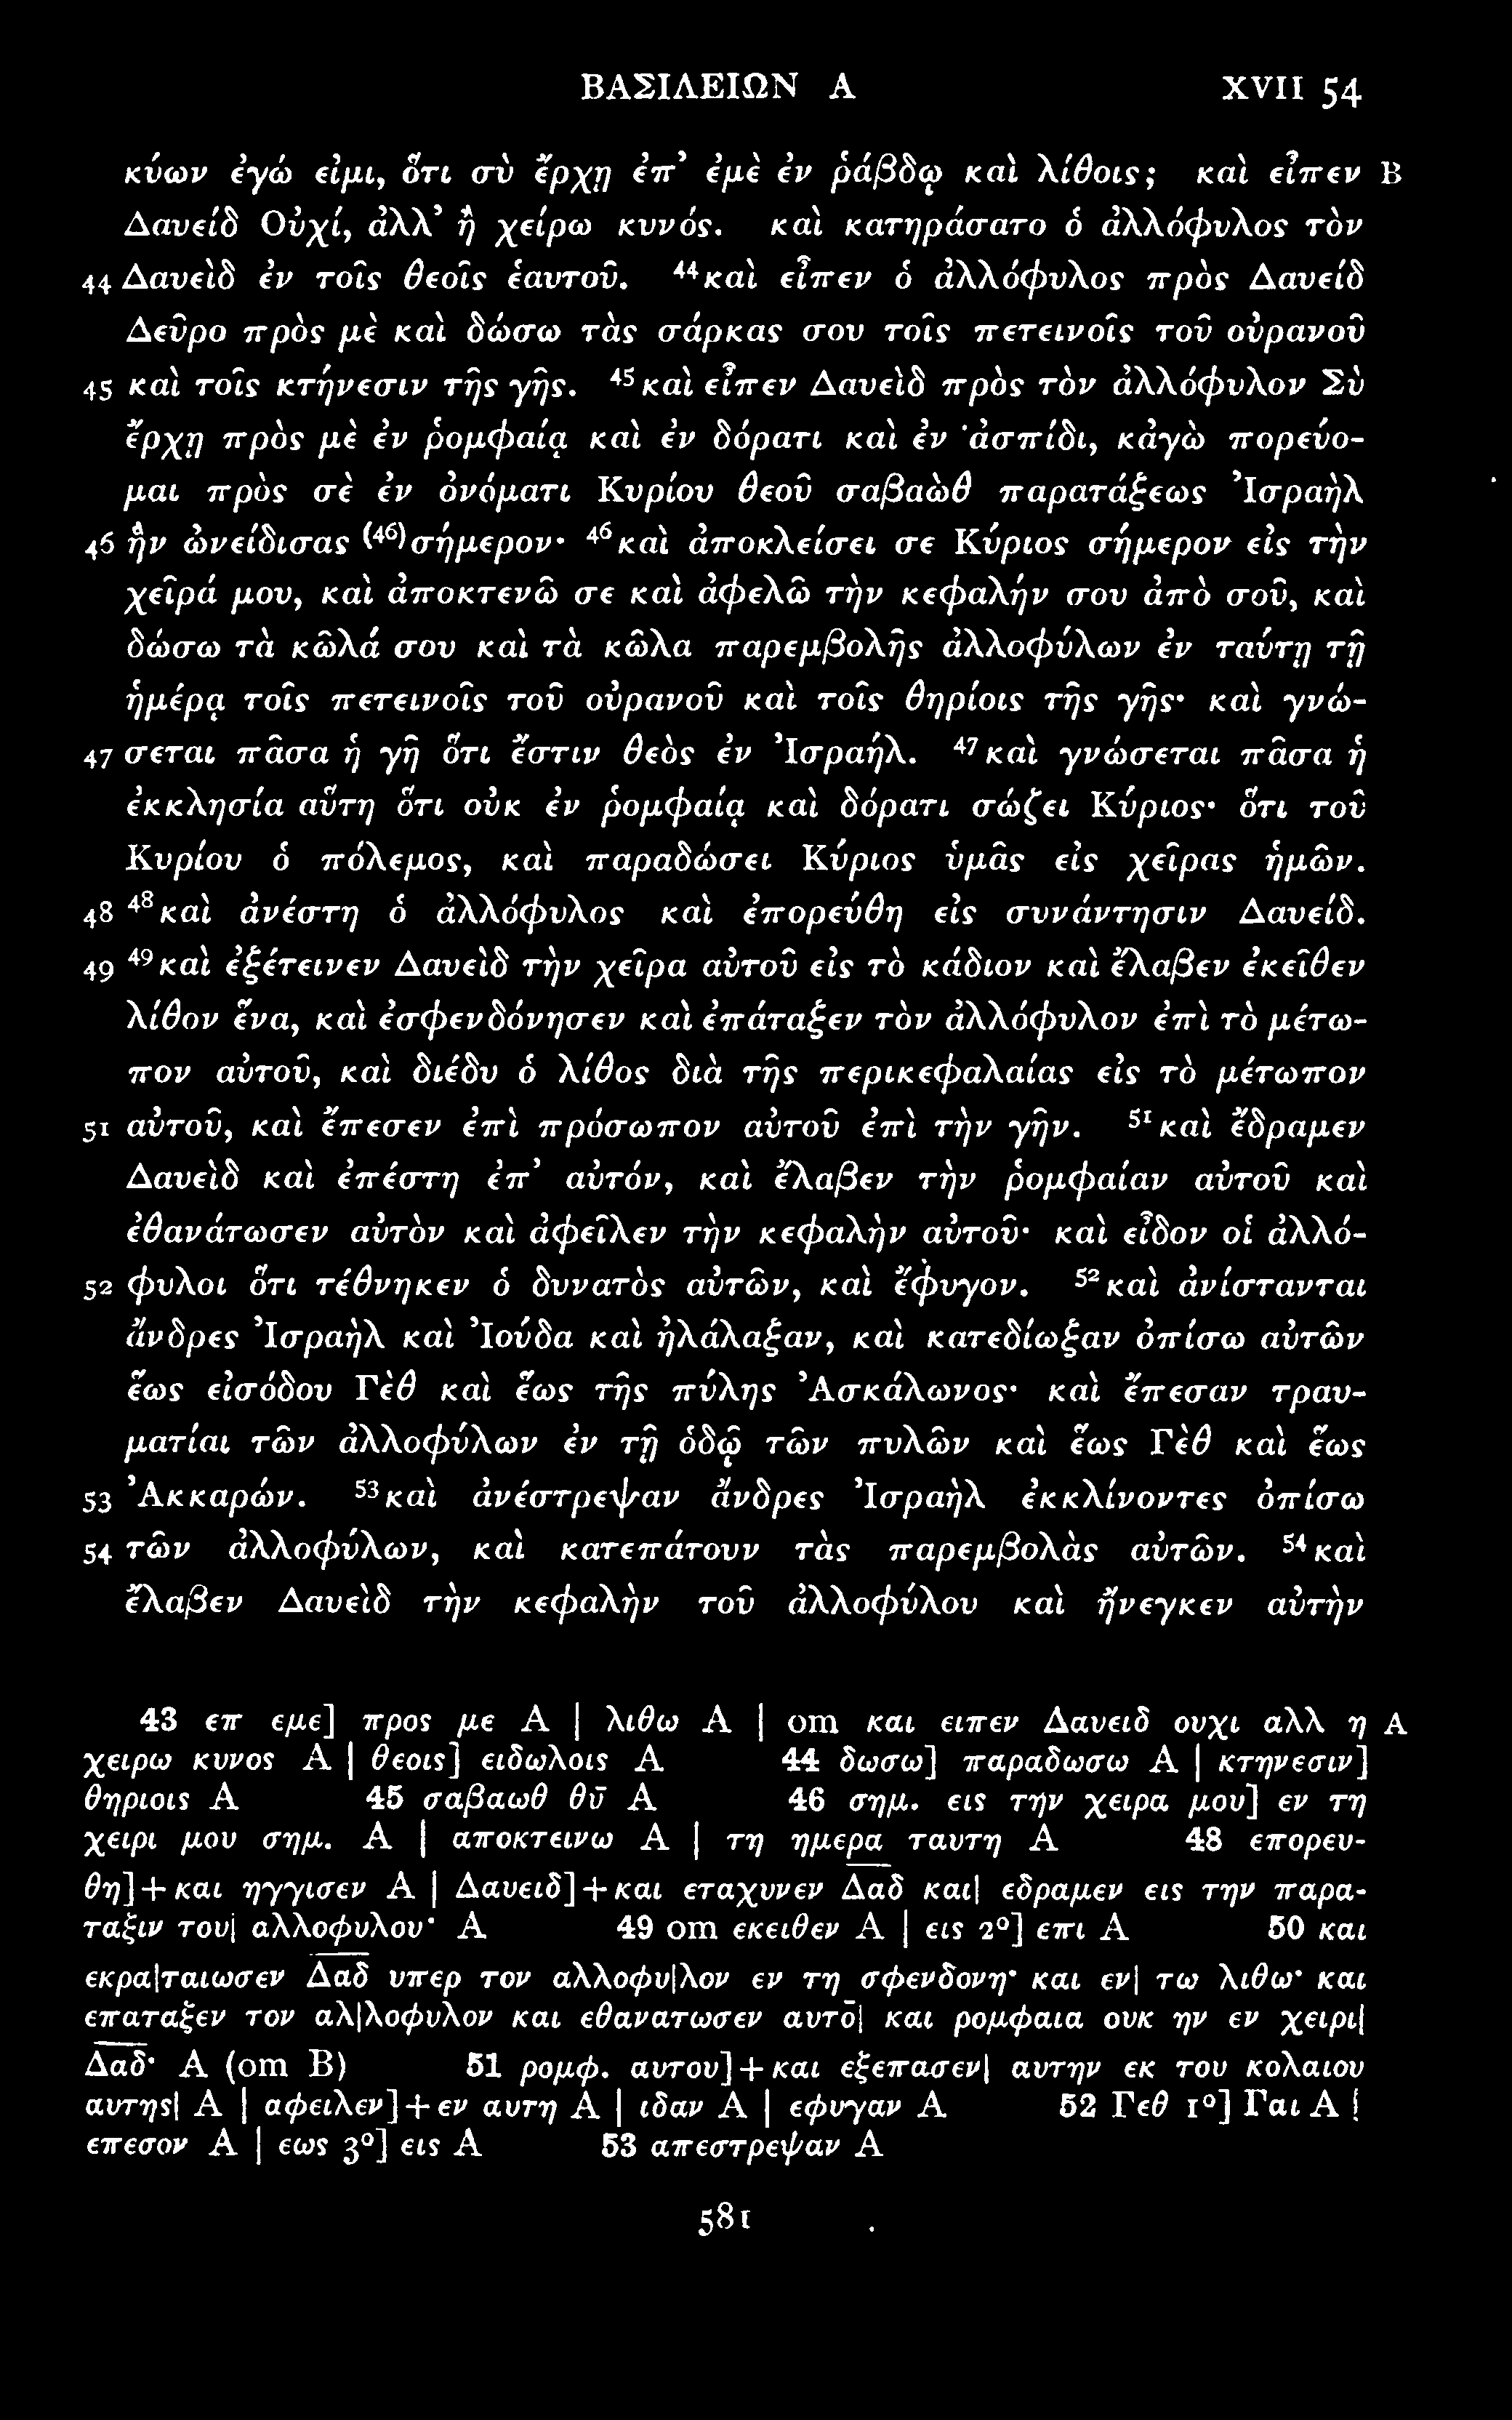 ΒΑΣΙΛΕΙΩΝ Α XVII 54
κύων ἐγώ εἰμι, ὅτι σὺ ἔρχῃ ἐπ’ ἐμὲ ἐν ῥάβδῳ καὶ λίθοις; καὶ εἶπεν B
Δαυείδ Οὐχί, ἀλλ’ ἢ χείρω κυνός. καὶ κατηράσατο ὁ ἀλλόφυλος τὸν
44 Δαυεὶδ ἐν τοῖς θεοῖς ἑαυτοῦ. ⁴⁴καὶ εἶπεν ὁ ἀλλόφυλος πρὸς Δαυείδ
Δεῦρο πρὸς μὲ καὶ δώσω τὰς σάρκας σου τοῖς πετεινοῖς τοῦ οὐρανοῦ
45 καὶ τοῖς κτήνεσιν τῆς γῆς. ⁴⁵καὶ εἶπεν Δαυεὶδ πρὸς τὸν ἀλλόφυλον Σὺ
ἔρχῃ πρὸς μὲ ἐν ῥομφαίᾳ καὶ ἐν δόρατι καὶ ἐν ἀσπίδι, κἀγὼ πορεύο-
μαι πρὸς σὲ ἐν ὀνόματι Κυρίου θεοῦ σαβαὼθ παρατάξεως Ἰσραὴλ
46 ἣν ὠνείδισας ⁽⁴⁶⁾σήμερον· ⁴⁶καὶ ἀποκλείσει σε Κύριος σήμερον εἰς τὴν
χεῖρά μου, καὶ ἀποκτενῶ σε καὶ ἀφελῶ τὴν κεφαλήν σου ἀπὸ σοῦ, καὶ
δώσω τὰ κῶλά σου καὶ τὰ κῶλα παρεμβολῆς ἀλλοφύλων ἐν ταύτῃ τῇ
ἡμέρᾳ τοῖς πετεινοῖς τοῦ οὐρανοῦ καὶ τοῖς θηρίοις τῆς γῆς· καὶ γνώ-
47 σεται πᾶσα ἡ γῆ ὅτι ἔστιν θεὸς ἐν Ἰσραήλ. ⁴⁷καὶ γνώσεται πᾶσα ἡ
ἐκκλησία αὕτη ὅτι οὐκ ἐν ῥομφαίᾳ καὶ δόρατι σώζει Κύριος· ὅτι τοῦ
Κυρίου ὁ πόλεμος, καὶ παραδώσει Κύριος ὑμᾶς εἰς χεῖρας ἡμῶν.
48 ⁴⁸καὶ ἀνέστη ὁ ἀλλόφυλος καὶ ἐπορεύθη εἰς συνάντησιν Δαυείδ.
49 ⁴⁹καὶ ἐξέτεινεν Δαυεὶδ τὴν χεῖρα αὐτοῦ εἰς τὸ κάδιον καὶ ἔλαβεν ἐκεῖθεν
λίθον ἕνα, καὶ ἐσφενδόνησεν καὶ ἐπάταξεν τὸν ἀλλόφυλον ἐπὶ τὸ μέτω-
πον αὐτοῦ, καὶ διέδυ ὁ λίθος διὰ τῆς περικεφαλαίας εἰς τὸ μέτωπον
51 αὐτοῦ, καὶ ἔπεσεν ἐπὶ πρόσωπον αὐτοῦ ἐπὶ τὴν γῆν. ⁵¹καὶ ἔδραμεν
Δαυεὶδ καὶ ἐπέστη ἐπ’ αὐτόν, καὶ ἔλαβεν τὴν ῥομφαίαν αὐτοῦ καὶ
ἐθανάτωσεν αὐτὸν καὶ ἀφεῖλεν τὴν κεφαλὴν αὐτοῦ· καὶ εἶδον οἱ ἀλλό-
52 φυλοι ὅτι τέθνηκεν ὁ δυνατὸς αὐτῶν, καὶ ἔφυγον. ⁵²καὶ ἀνίστανται
ἄνδρες Ἰσραὴλ καὶ Ἰούδα καὶ ἠλάλαξαν, καὶ κατεδίωξαν ὀπίσω αὐτῶν
ἕως εἰσόδου Γὲθ καὶ ἕως τῆς πύλης Ἀσκάλωνος· καὶ ἔπεσαν τραυ-
ματίαι τῶν ἀλλοφύλων ἐν τῇ ὁδῷ τῶν πυλῶν καὶ ἕως Γὲθ καὶ ἕως
53 Ἀκκαρών. ⁵³καὶ ἀνέστρεψαν ἄνδρες Ἰσραὴλ ἐκκλίνοντες ὀπίσω
54 τῶν ἀλλοφύλων, καὶ κατεπάτουν τὰς παρεμβολὰς αὐτῶν. ⁵⁴καὶ
ἔλαβεν Δαυεὶδ τὴν κεφαλὴν τοῦ ἀλλοφύλου καὶ ἤνεγκεν αὐτὴν
43 επ εμε] προς με A | λιθω A | om και ειπεν Δαυειδ ουχι αλλ η A
χειρω κυνος A | θεοις] ειδωλοις A 44 δωσω] παραδωσω A | κτηνεσιν]
θηριοις A 45 σαβαωθ θῡ A 46 σημ. εις την χειρα μου] εν τη
χειρι μου σημ. A | αποκτεινω A | τη ημερα ταυτη A 48 επορευ-
θη]+και ηγγισεν A | Δαυειδ]+και εταχυνεν Δα̅δ̅ και| εδραμεν εις την παρα-
ταξιν του| αλλοφυλου· A 49 om εκειθεν A | εις 2°] επι A 50 και
εκρα|ταιωσεν Δα̅δ̅ υπερ τον αλλοφυ|λον εν τη σφενδονη· και εν| τω λιθω· και
επαταξεν τον αλ|λοφυλον και εθανατωσεν αυτο̄| και ρομφαια ουκ ην εν χειρι|
Δα̅δ̅· A (om B) 51 ρομφ. αυτου]+και εξεπασεν| αυτην εκ του κολαιου
αυτης| A | αφειλεν]+εν αυτη A | ιδαν A | εφυγαν A 52 Γεθ 1°] Γαι A |
επεσον A | εως 3°] εις A 53 απεστρεψαν A
581